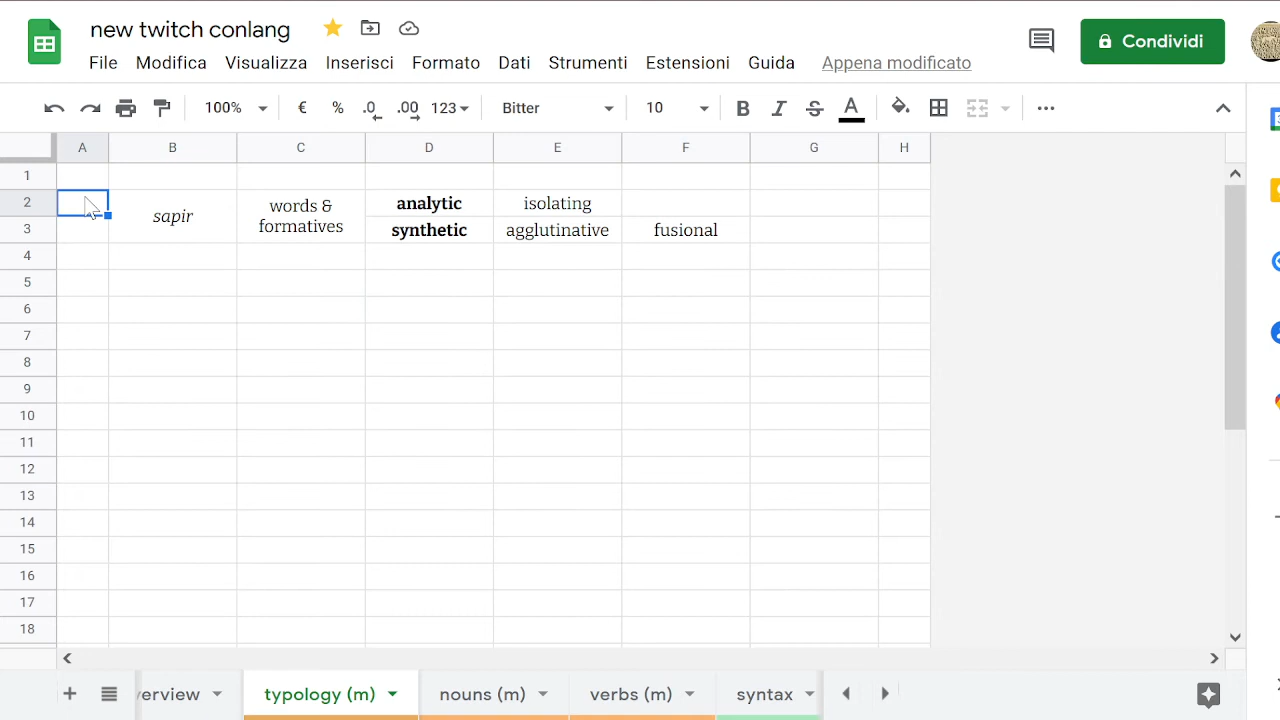 new twitch conlang
File Modifica Visualizza Inserisci Formato Dati Strumenti Estensioni Guida Appena modificato
Condividi
100% € % .0 .00 123 Bitter 10 B I S A
A B C D E F G H
1
2 sapir words & formatives analytic isolating
3 synthetic agglutinative fusional
4
5
6
7
8
9
10
11
12
13
14
15
16
17
18
erview typology (m) nouns (m) verbs (m) syntax